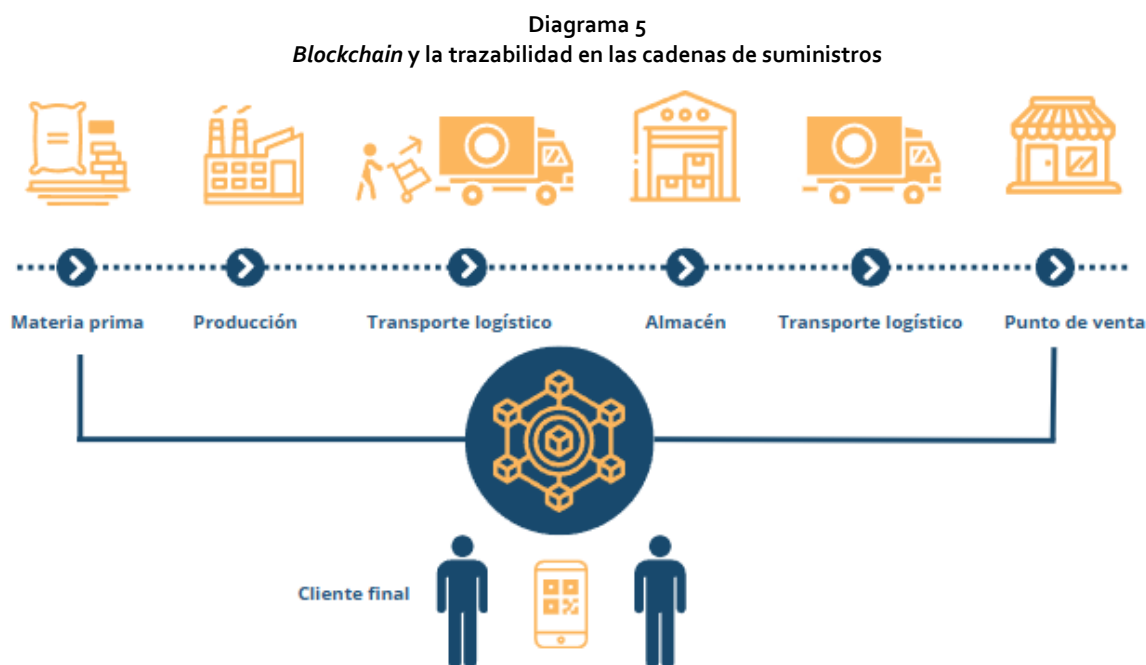 Diagrama 5
Blockchain y la trazabilidad en las cadenas de suministros
Materia prima
Producción
Transporte logístico
Almacén
Transporte logístico
Punto de venta
Cliente final